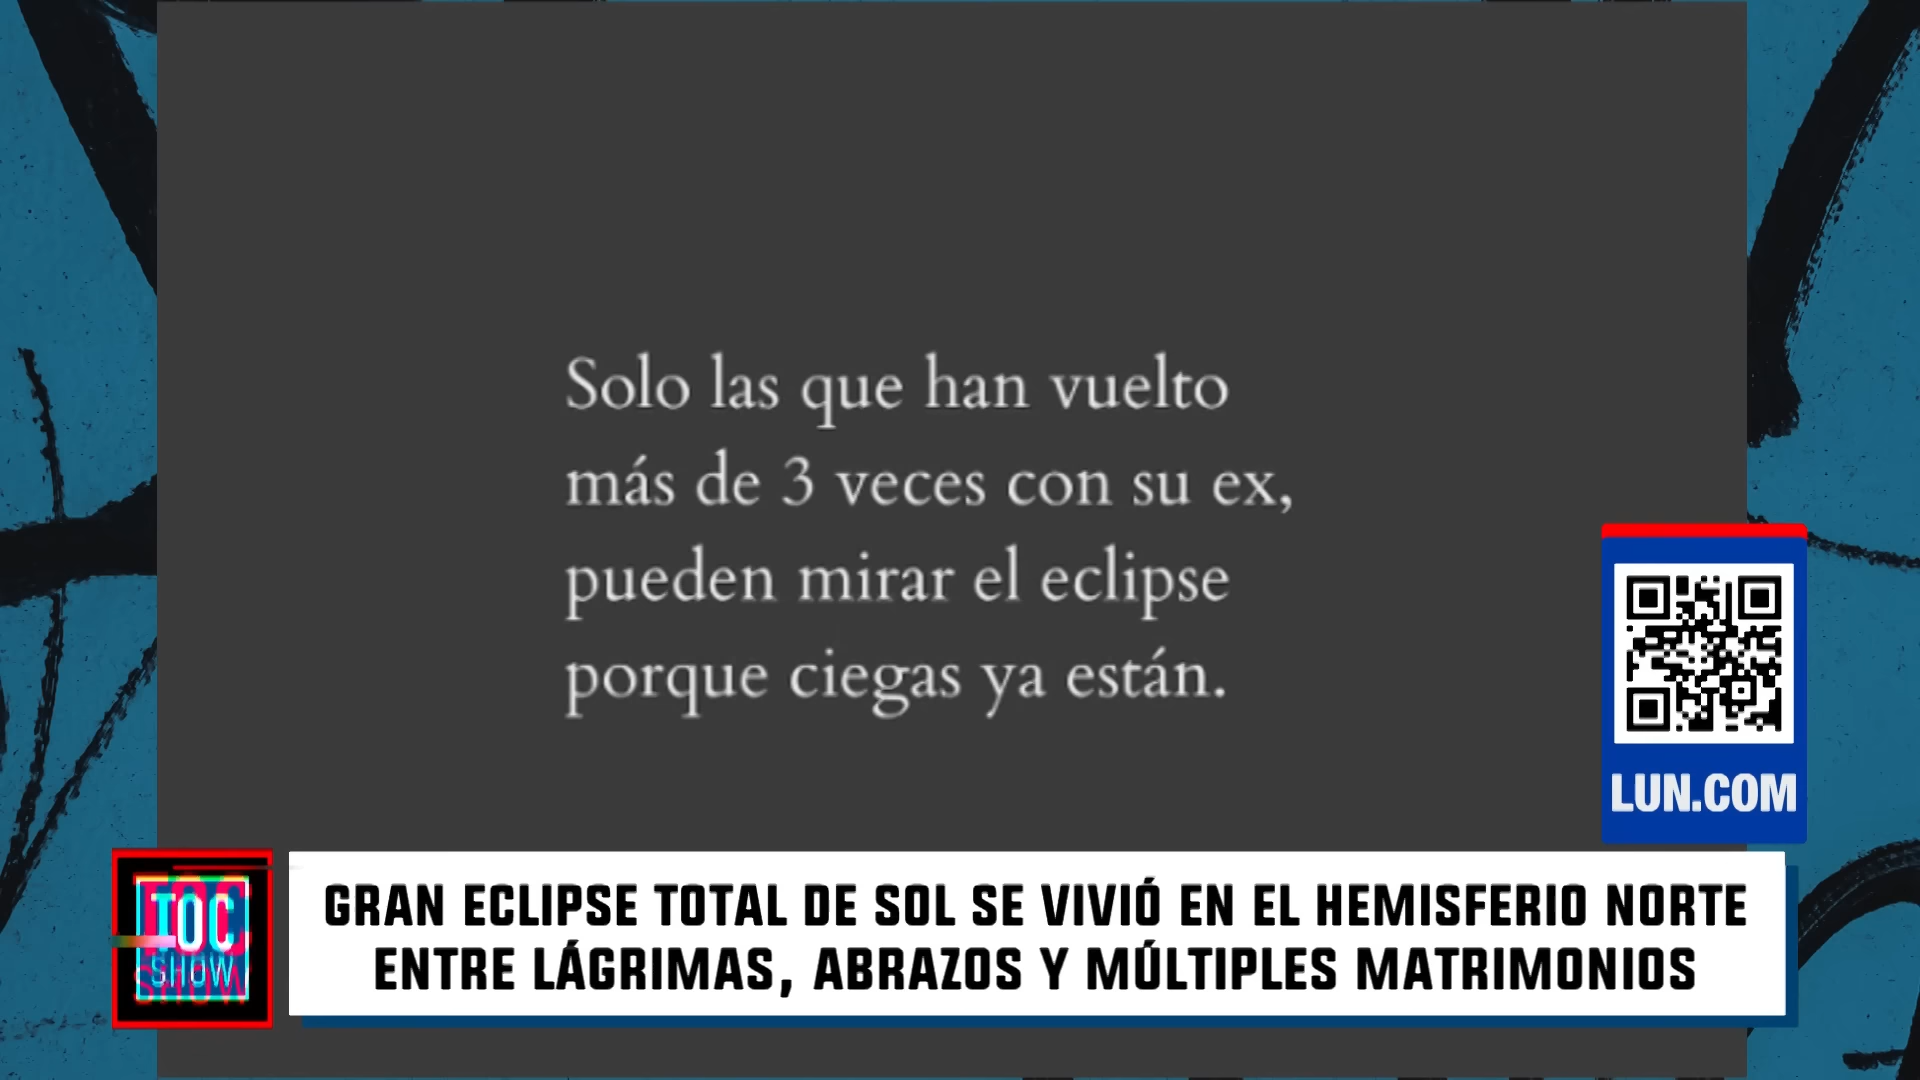 Solo las que han vuelto
más de 3 veces con su ex,
pueden mirar el eclipse
porque ciegas ya están.
LUN.COM
TOC
SHOW
GRAN ECLIPSE TOTAL DE SOL SE VIVIÓ EN EL HEMISFERIO NORTE
ENTRE LÁGRIMAS, ABRAZOS Y MÚLTIPLES MATRIMONIOS